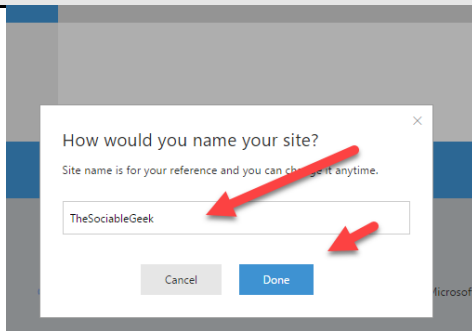 How would you name your site?
Site name is for your reference and you can change it anytime.
TheSociableGeek
Cancel
Done
Microsof